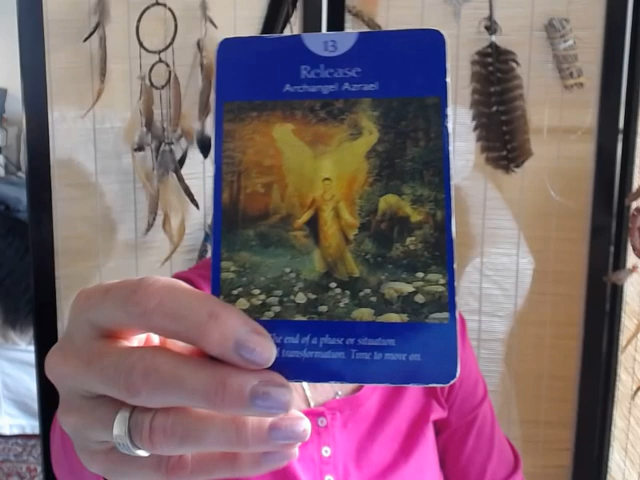 13
Release
Archangel Azrael
the end of a phase or situation.
transformation. Time to move on.